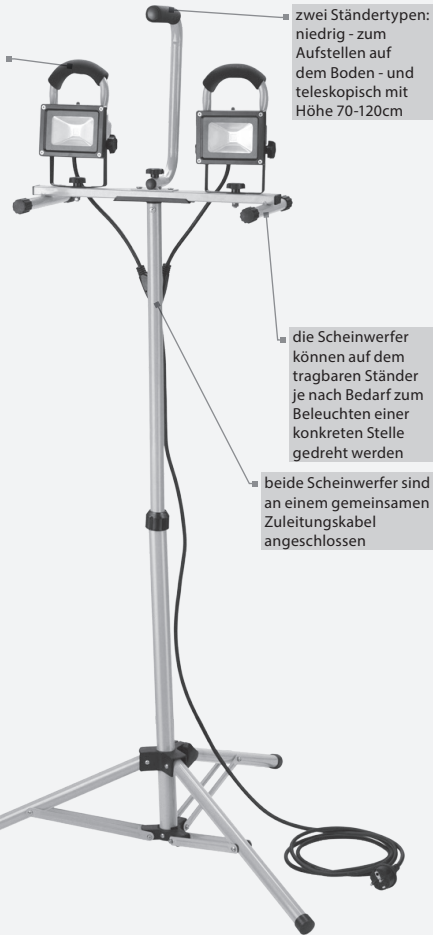 zwei Ständertypen:
niedrig - zum
Aufstellen auf
dem Boden - und
teleskopisch mit
Höhe 70-120cm
die Scheinwerfer
können auf dem
tragbaren Ständer
je nach Bedarf zum
Beleuchten einer
konkreten Stelle
gedreht werden
beide Scheinwerfer sind
an einem gemeinsamen
Zuleitungskabel
angeschlossen